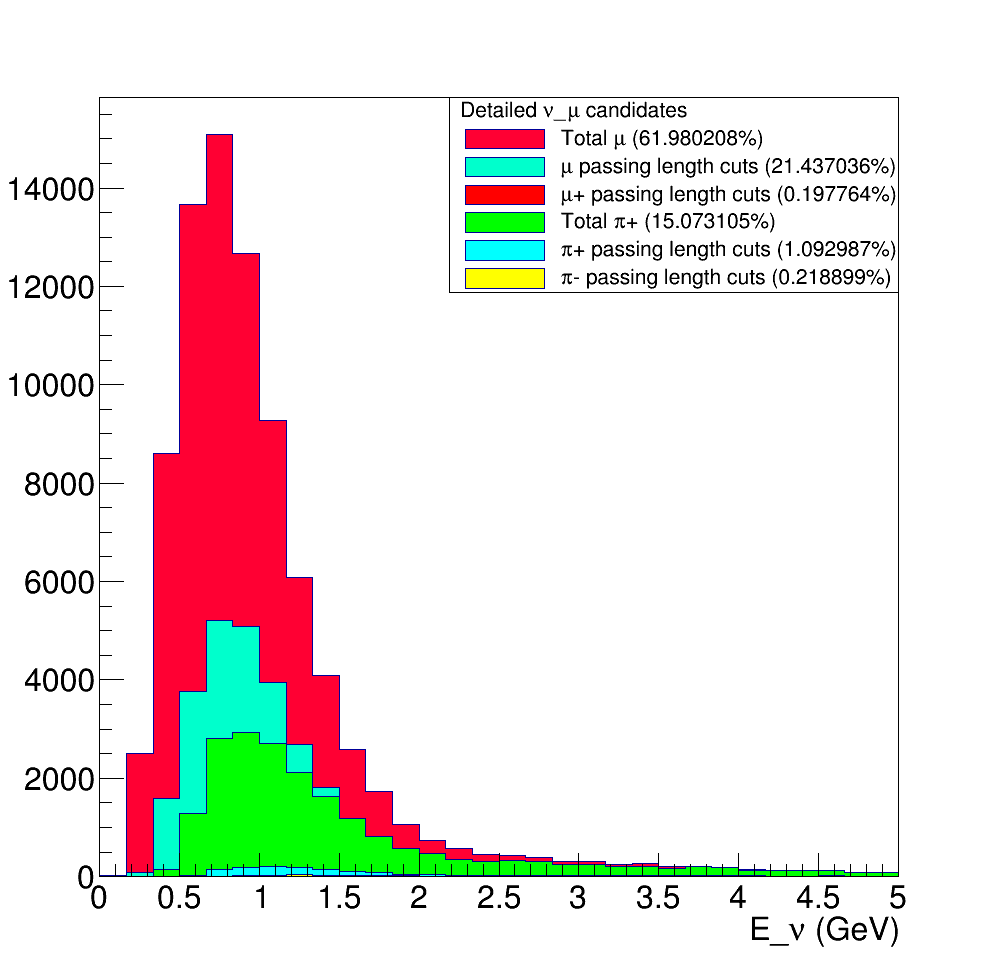 Detailed ν_μ candidates
Total μ (61.980208%)
μ passing length cuts (21.437036%)
μ+ passing length cuts (0.197764%)
Total π+ (15.073105%)
π+ passing length cuts (1.092987%)
π- passing length cuts (0.218899%)
14000
12000
10000
8000
6000
4000
2000
0
0 0.5 1 1.5 2 2.5 3 3.5 4 4.5 5
E_ν (GeV)